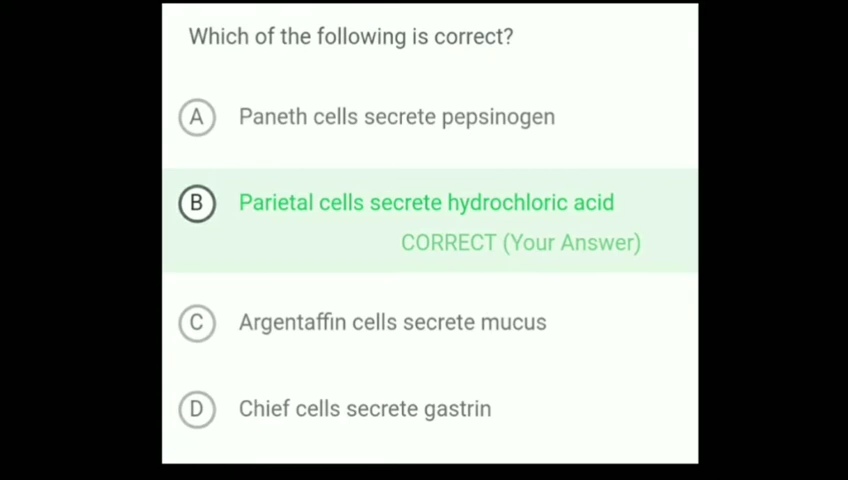 Which of the following is correct?
A Paneth cells secrete pepsinogen
B Parietal cells secrete hydrochloric acid
CORRECT (Your Answer)
C Argentaffin cells secrete mucus
D Chief cells secrete gastrin